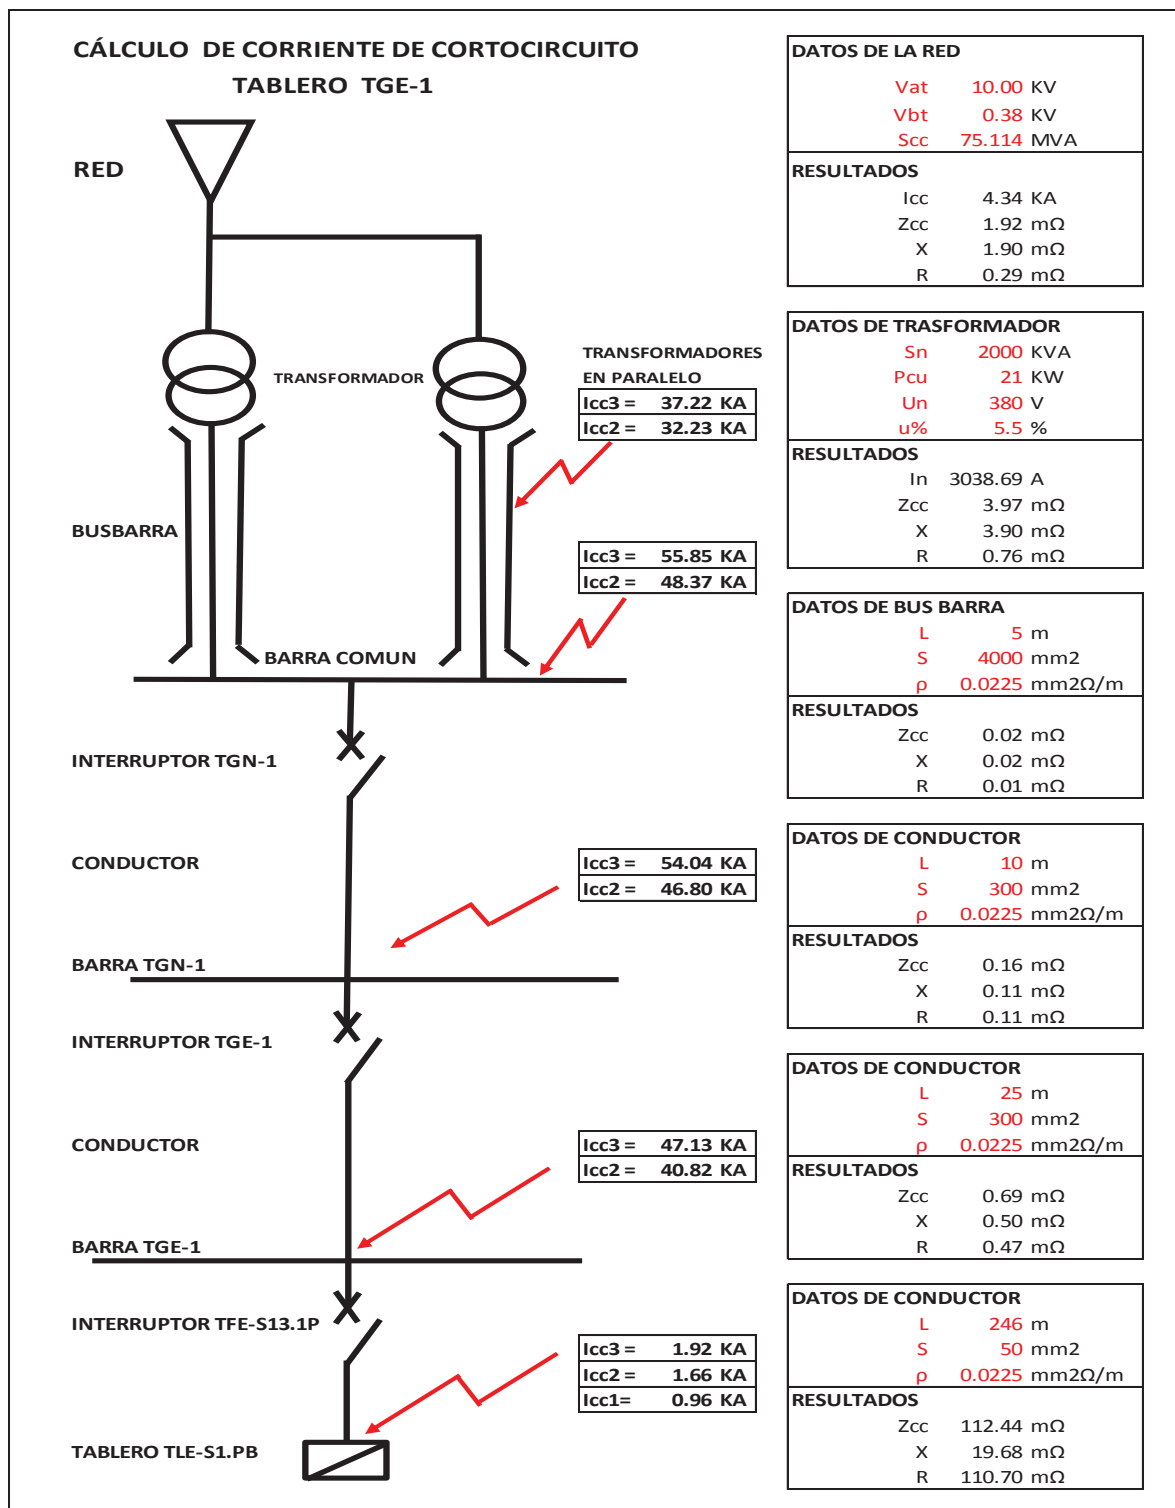 CÁLCULO DE CORRIENTE DE CORTOCIRCUITO
TABLERO TGE-1
RED
TRANSFORMADOR
TRANSFORMADORES
EN PARALELO
Icc3 = 37.22 KA
Icc2 = 32.23 KA
BUSBARRA
Icc3 = 55.85 KA
Icc2 = 48.37 KA
BARRA COMUN
INTERRUPTOR TGN-1
CONDUCTOR
Icc3 = 54.04 KA
Icc2 = 46.80 KA
BARRA TGN-1
INTERRUPTOR TGE-1
CONDUCTOR
Icc3 = 47.13 KA
Icc2 = 40.82 KA
BARRA TGE-1
INTERRUPTOR TFE-S13.1P
Icc3 = 1.92 KA
Icc2 = 1.66 KA
Icc1= 0.96 KA
TABLERO TLE-S1.PB
DATOS DE LA RED
Vat 10.00 KV
Vbt 0.38 KV
Scc 75.114 MVA
RESULTADOS
Icc 4.34 KA
Zcc 1.92 mΩ
X 1.90 mΩ
R 0.29 mΩ
DATOS DE TRASFORMADOR
Sn 2000 KVA
Pcu 21 KW
Un 380 V
u% 5.5 %
RESULTADOS
In 3038.69 A
Zcc 3.97 mΩ
X 3.90 mΩ
R 0.76 mΩ
DATOS DE BUS BARRA
L 5 m
S 4000 mm2
ρ 0.0225 mm2Ω/m
RESULTADOS
Zcc 0.02 mΩ
X 0.02 mΩ
R 0.01 mΩ
DATOS DE CONDUCTOR
L 10 m
S 300 mm2
ρ 0.0225 mm2Ω/m
RESULTADOS
Zcc 0.16 mΩ
X 0.11 mΩ
R 0.11 mΩ
DATOS DE CONDUCTOR
L 25 m
S 300 mm2
ρ 0.0225 mm2Ω/m
RESULTADOS
Zcc 0.69 mΩ
X 0.50 mΩ
R 0.47 mΩ
DATOS DE CONDUCTOR
L 246 m
S 50 mm2
ρ 0.0225 mm2Ω/m
RESULTADOS
Zcc 112.44 mΩ
X 19.68 mΩ
R 110.70 mΩ